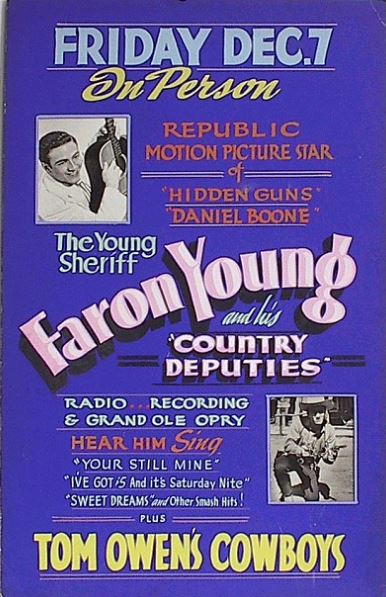 FRIDAY DEC.7
In Person
REPUBLIC
MOTION PICTURE STAR
of
"HIDDEN GUNS"
"DANIEL BOONE"
The Young
Sheriff
Faron Young
and his
"COUNTRY
DEPUTIES"
RADIO...RECORDING
& GRAND OLE OPRY
HEAR HIM Sing
"YOUR STILL MINE"
"I'VE GOT $5 And it's Saturday Nite"
"SWEET DREAMS" and Other Smash Hits!
PLUS
TOM OWEN'S COWBOYS